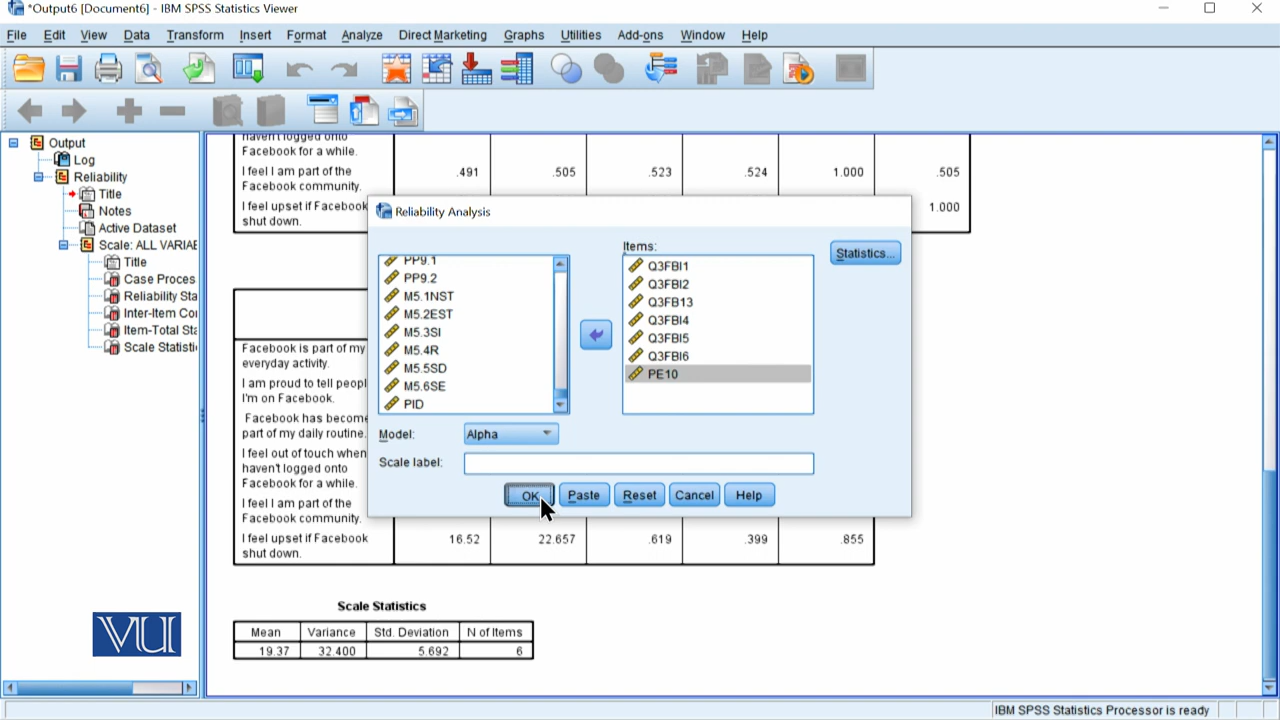 *Output6 [Document6] - IBM SPSS Statistics Viewer
File Edit View Data Transform Insert Format Analyze Direct Marketing Graphs Utilities Add-ons Window Help
Output
Log
Reliability
Title
Notes
Active Dataset
Scale: ALL VARIAE
Title
Case Proces
Reliability Sta
Inter-Item Co
Item-Total Sta
Scale Statisti
VU
haven't logged onto
Facebook for a while.
I feel I am part of the
Facebook community.
.491 .505 .523 .524 1.000 .505
I feel upset if Facebook
shut down.
1.000
Reliability Analysis
PP9.1
PP9.2
M5.1NST
M5.2EST
M5.3SI
M5.4R
M5.5SD
M5.6SE
PID
Items:
Q3FBI1
Q3FBI2
Q3FB13
Q3FBI4
Q3FBI5
Q3FBI6
PE10
Statistics...
Model: Alpha
Scale label:
OK Paste Reset Cancel Help
Facebook is part of my
everyday activity.
I am proud to tell peopl
I'm on Facebook.
Facebook has become
part of my daily routine.
I feel out of touch when
haven't logged onto
Facebook for a while.
I feel I am part of the
Facebook community.
I feel upset if Facebook
shut down.
16.52 22.657 .619 .399 .855
Scale Statistics
Mean Variance Std. Deviation N of Items
19.37 32.400 5.692 6
IBM SPSS Statistics Processor is ready